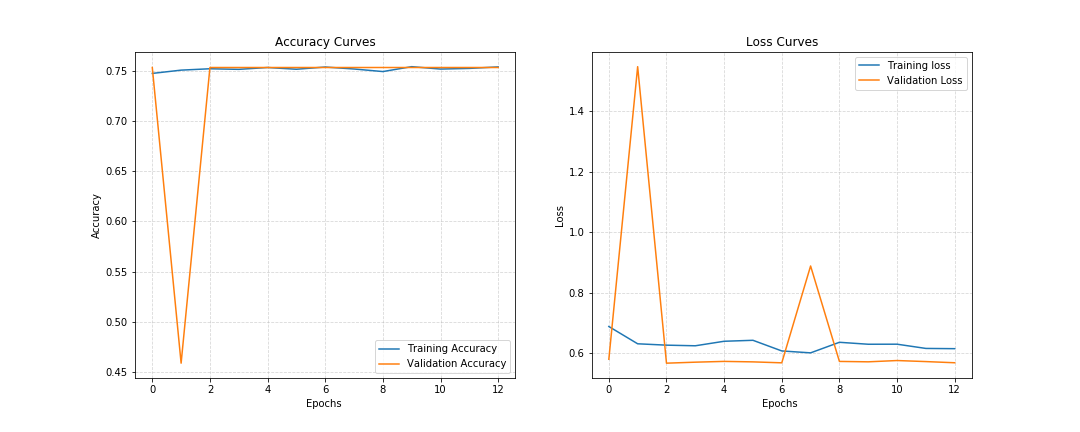 Accuracy Curves
Accuracy
0.75
0.70
0.65
0.60
0.55
0.50
0.45
Training Accuracy
Validation Accuracy
0 2 4 6 8 10 12
Epochs
Loss Curves
Training loss
Validation Loss
Loss
1.4
1.2
1.0
0.8
0.6
0 2 4 6 8 10 12
Epochs